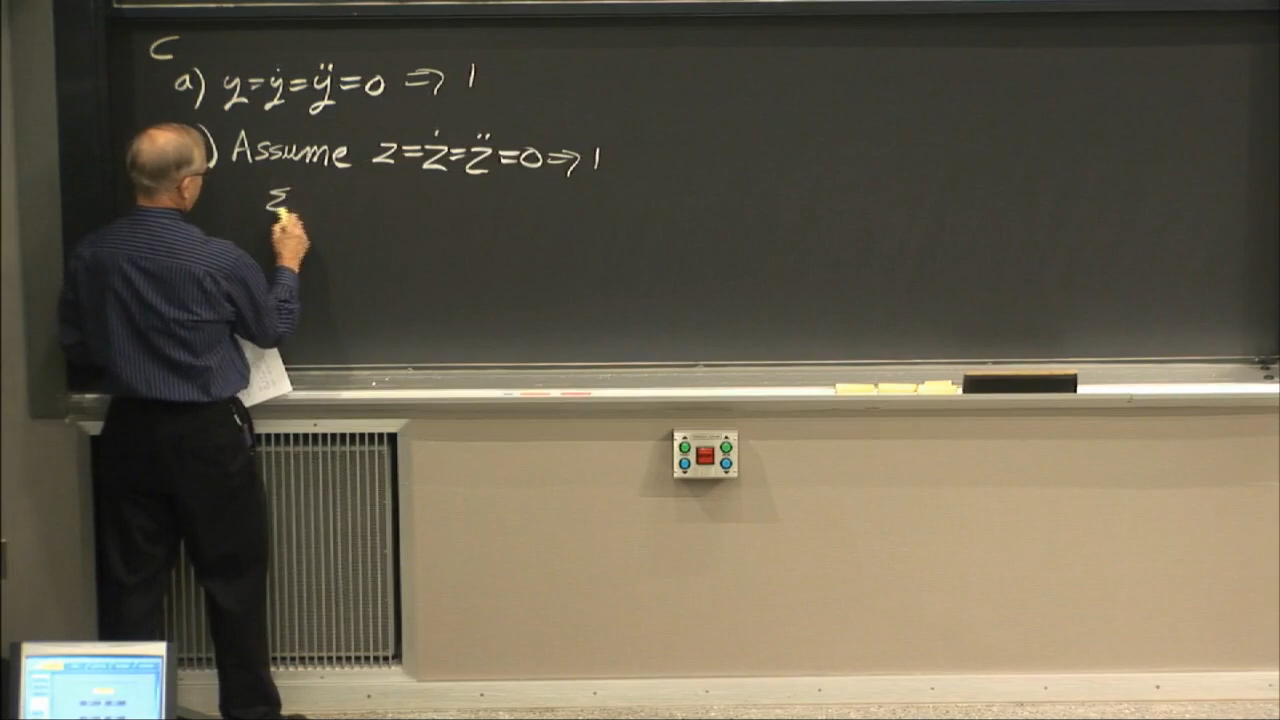 C
a) y=ẏ=ÿ=0 ⇒ 1
) Assume z=ż=z̈=0⇒1
Σ